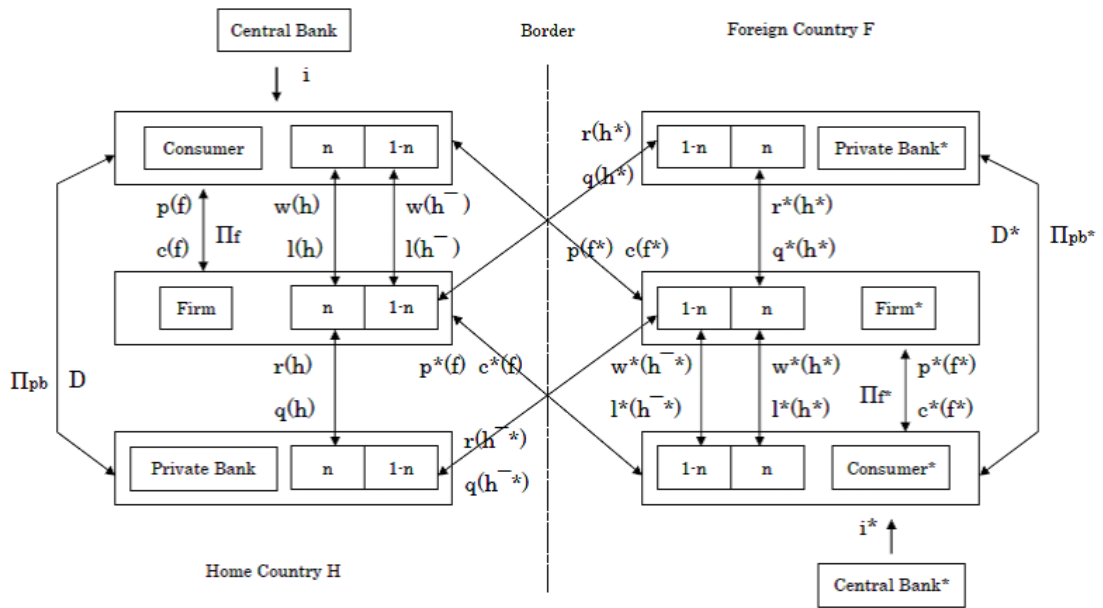 Central Bank
Border
Foreign Country F
i
Consumer
n
1-n
r(h*)
q(h*)
1-n
n
Private Bank*
p(f)
c(f)
Πf
w(h)
l(h)
w(h‾)
l(h‾)
r*(h*)
q*(h*)
p(f*) c(f*)
D*
Πpb*
Firm
n
1-n
1-n
n
Firm*
Πpb
D
r(h)
q(h)
p*(f) c*(f)
w*(h‾*)
l*(h‾*)
w*(h*)
l*(h*)
Πf*
p*(f*)
c*(f*)
Private Bank
n
1-n
r(h‾*)
q(h‾*)
1-n
n
Consumer*
i*
Home Country H
Central Bank*